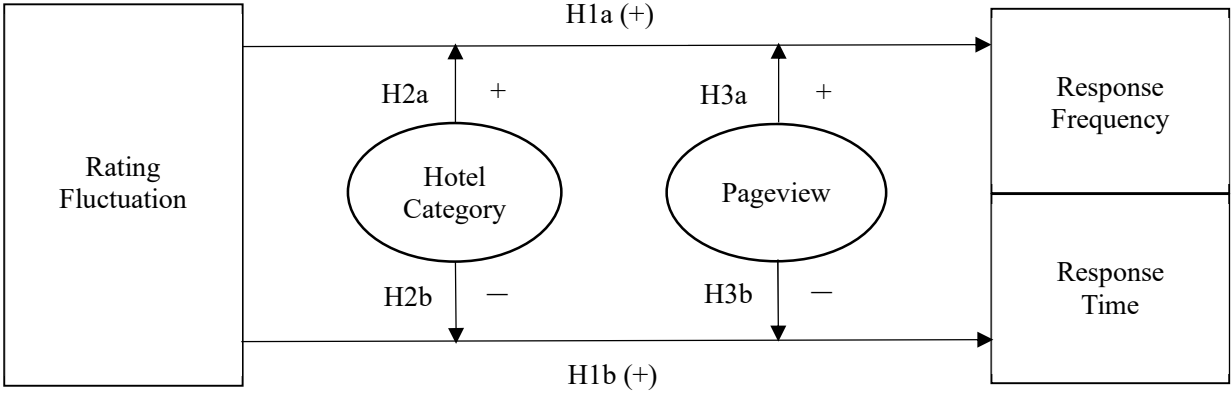 H1a (+)
Rating
Fluctuation
H2a +
H3a +
Hotel
Category
Pageview
H2b —
H3b —
H1b (+)
Response
Frequency
Response
Time